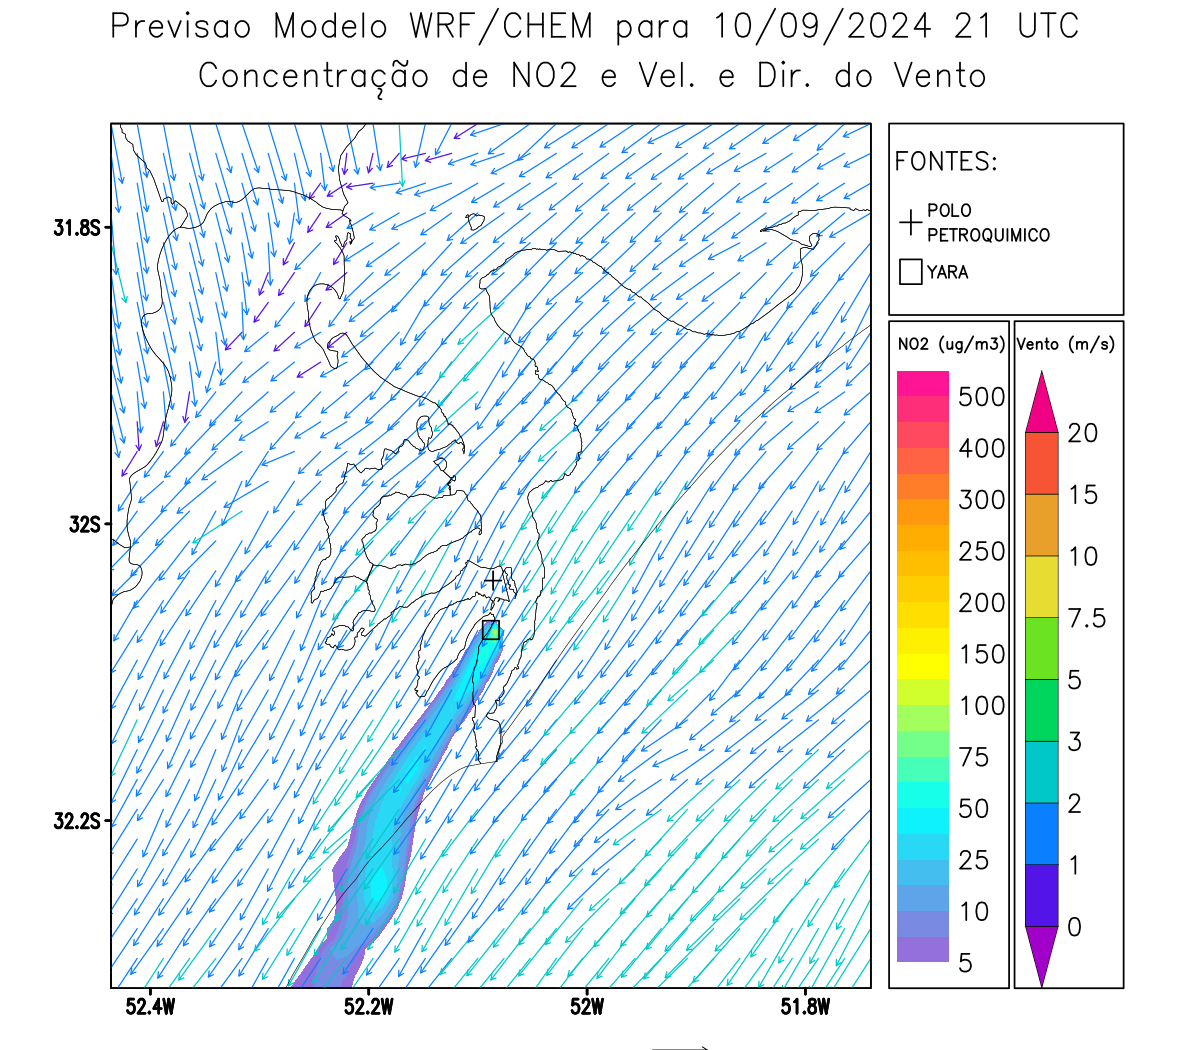 Previsao Modelo WRF/CHEM para 10/09/2024 21 UTC
Concentração de NO2 e Vel. e Dir. do Vento
FONTES:
POLO
PETROQUIMICO
YARA
NO2 (ug/m3)
500
400
300
250
200
150
100
75
50
25
10
5
Vento (m/s)
20
15
10
7.5
5
3
2
1
0
31.8S
32S
32.2S
52.4W
52.2W
52W
51.8W